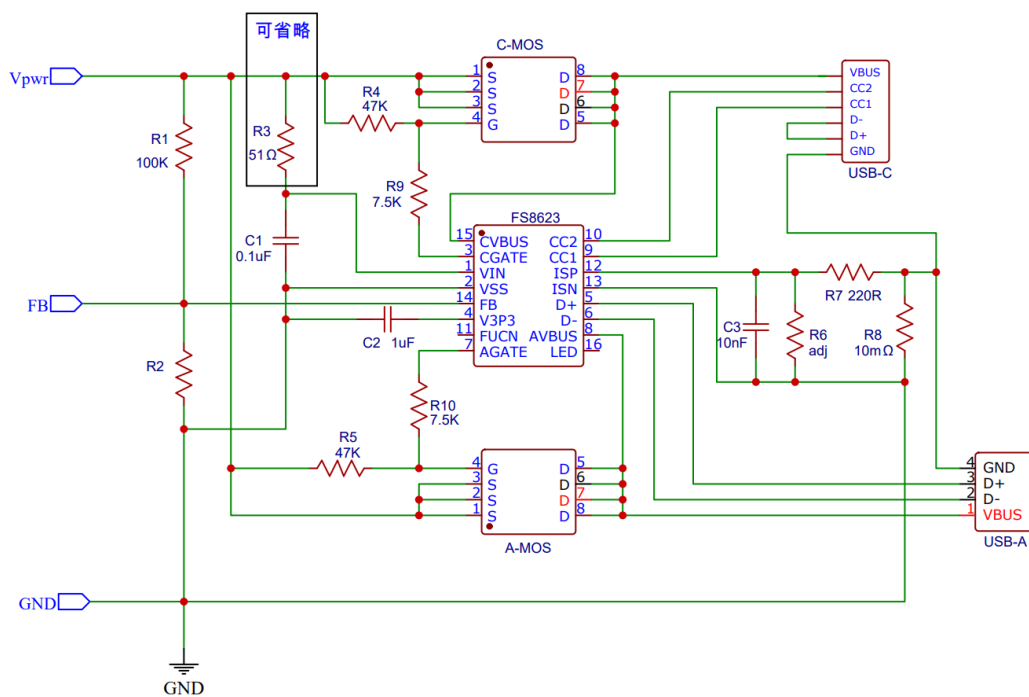 可省略
C-MOS
Vpwr
1 S D 8
2 S D 7
3 S D 6
4 G D 5
R4
47K
R1
100K
R3
51Ω
VBUS
CC2
CC1
D-
D+
GND
USB-C
R9
7.5K
C1
0.1uF
FS8623
15 CVBUS CC2 10
3 CGATE CC1 9
1 VIN ISP 12
2 VSS ISN 13
14 FB D+ 5
4 V3P3 D- 6
11 FUCN AVBUS 8
7 AGATE LED 16
FB
C2 1uF
R7 220R
C3
10nF
R6
adj
R8
10mΩ
R2
R10
7.5K
R5
47K
4 G D 5
3 S D 6
2 S D 7
1 S D 8
A-MOS
4 GND
3 D+
2 D-
1 VBUS
USB-A
GND
GND